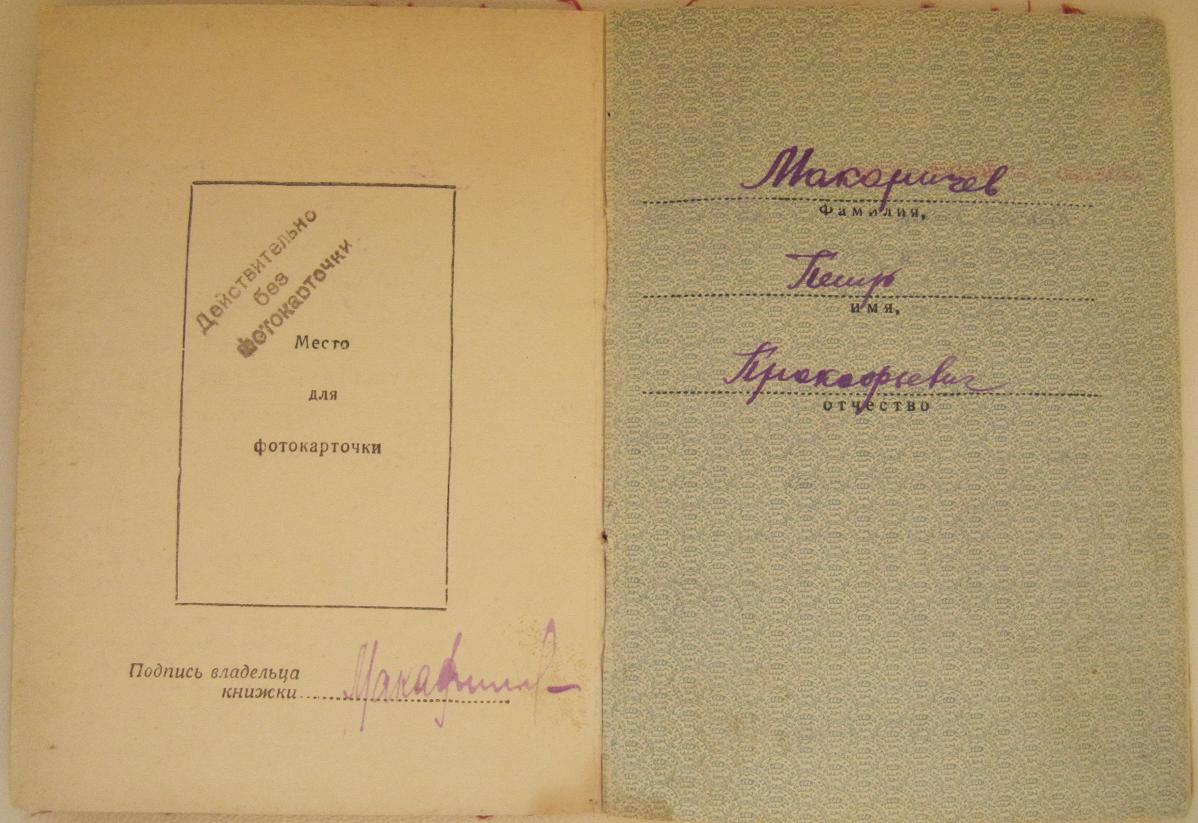 Действительно
без
фотокарточки
Место
для
фотокарточки
Подпись владельца
книжки
Макаричев
Фамилия,
Петр
имя,
Прокофьевич
отчество